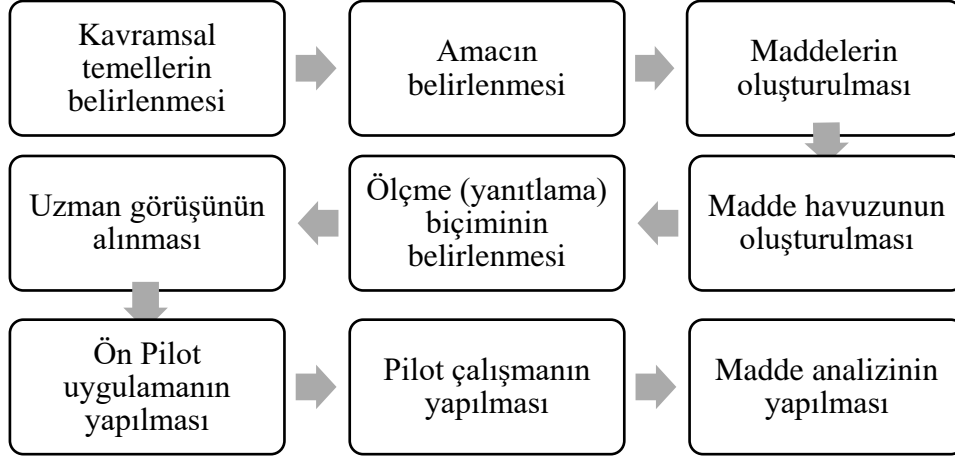 Kavramsal
temellerin
belirlenmesi
Amacın
belirlenmesi
Maddelerin
oluşturulması
Madde havuzunun
oluşturulması
Ölçme (yanıtlama)
biçiminin
belirlenmesi
Uzman görüşünün
alınması
Ön Pilot
uygulamanın
yapılması
Pilot çalışmanın
yapılması
Madde analizinin
yapılması